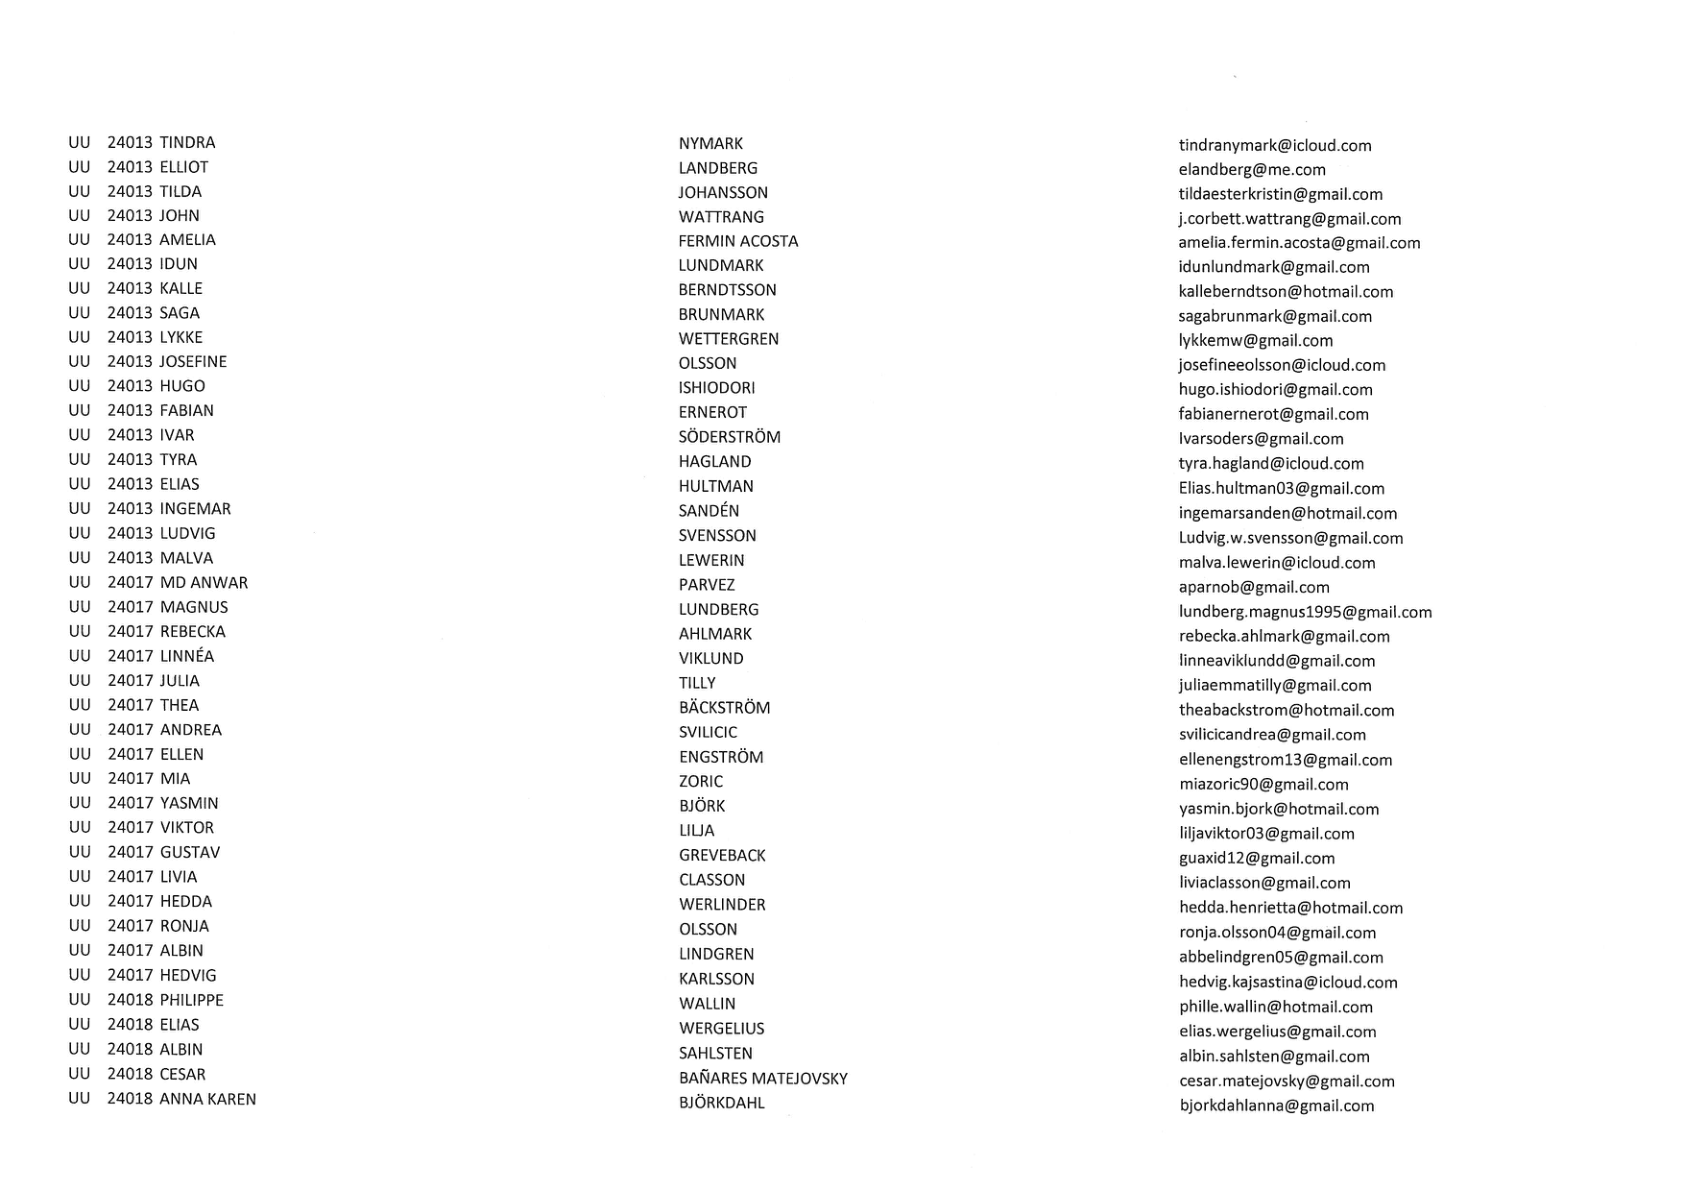 UU 24013 TINDRA NYMARK tindranymark@icloud.com
UU 24013 ELLIOT LANDBERG elandberg@me.com
UU 24013 TILDA JOHANSSON tildaesterkristin@gmail.com
UU 24013 JOHN WATTRANG j.corbett.wattrang@gmail.com
UU 24013 AMELIA FERMIN ACOSTA amelia.fermin.acosta@gmail.com
UU 24013 IDUN LUNDMARK idunlundmark@gmail.com
UU 24013 KALLE BERNDTSSON kalleberndtson@hotmail.com
UU 24013 SAGA BRUNMARK sagabrunmark@gmail.com
UU 24013 LYKKE WETTERGREN lykkemw@gmail.com
UU 24013 JOSEFINE OLSSON josefineeolsson@icloud.com
UU 24013 HUGO ISHIODORI hugo.ishiodori@gmail.com
UU 24013 FABIAN ERNEROT fabianernerot@gmail.com
UU 24013 IVAR SÖDERSTRÖM Ivarsoders@gmail.com
UU 24013 TYRA HAGLAND tyra.hagland@icloud.com
UU 24013 ELIAS HULTMAN Elias.hultman03@gmail.com
UU 24013 INGEMAR SANDÉN ingemarsanden@hotmail.com
UU 24013 LUDVIG SVENSSON Ludvig.w.svensson@gmail.com
UU 24013 MALVA LEWERIN malva.lewerin@icloud.com
UU 24017 MD ANWAR PARVEZ aparnob@gmail.com
UU 24017 MAGNUS LUNDBERG lundberg.magnus1995@gmail.com
UU 24017 REBECKA AHLMARK rebecka.ahlmark@gmail.com
UU 24017 LINNÉA VIKLUND linneaviklundd@gmail.com
UU 24017 JULIA TILLY juliaemmatilly@gmail.com
UU 24017 THEA BÄCKSTRÖM theabackstrom@hotmail.com
UU 24017 ANDREA SVILICIC svilicicandrea@gmail.com
UU 24017 ELLEN ENGSTRÖM ellenengstrom13@gmail.com
UU 24017 MIA ZORIC miazoric90@gmail.com
UU 24017 YASMIN BJÖRK yasmin.bjork@hotmail.com
UU 24017 VIKTOR LILJA liljaviktor03@gmail.com
UU 24017 GUSTAV GREVEBACK guaxid12@gmail.com
UU 24017 LIVIA CLASSON liviaclasson@gmail.com
UU 24017 HEDDA WERLINDER hedda.henrietta@hotmail.com
UU 24017 RONJA OLSSON ronja.olsson04@gmail.com
UU 24017 ALBIN LINDGREN abbelindgren05@gmail.com
UU 24017 HEDVIG KARLSSON hedvig.kajsastina@icloud.com
UU 24018 PHILIPPE WALLIN phille.wallin@hotmail.com
UU 24018 ELIAS WERGELIUS elias.wergelius@gmail.com
UU 24018 ALBIN SAHLSTEN albin.sahlsten@gmail.com
UU 24018 CESAR BAÑARES MATEJOVSKY cesar.matejovsky@gmail.com
UU 24018 ANNA KAREN BJÖRKDAHL bjorkdahlanna@gmail.com